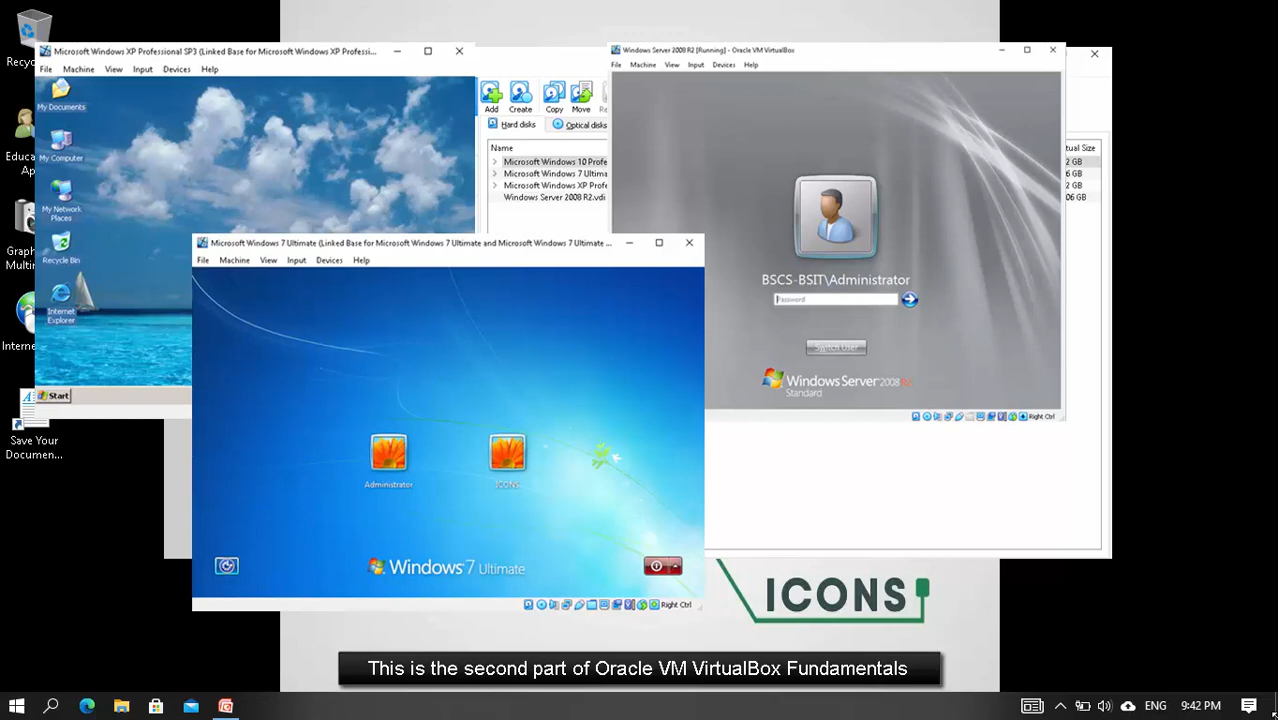 Recyc
Educa
Ap
Graph
Multim
Interne
Save Your
Documen...
Microsoft Windows XP Professional SP3 (Linked Base for Microsoft Windows XP Professi...
File Machine View Input Devices Help
My Documents
My Computer
My Network
Places
Recycle Bin
Internet
Explorer
Start
Add Create Copy Move Re
Hard disks Optical disks
Name
Microsoft Windows 10 Profe
Microsoft Windows 7 Ultima
Microsoft Windows XP Profe
Windows Server 2008 R2.vdi
tual Size
2 GB
6 GB
2 GB
06 GB
Windows Server 2008 R2 [Running] - Oracle VM VirtualBox
File Machine View Input Devices Help
BSCS-BSIT\Administrator
Password
Switch User
Windows Server 2008 R2
Standard
Right Ctrl
Microsoft Windows 7 Ultimate (Linked Base for Microsoft Windows 7 Ultimate and Microsoft Windows 7 Ultimate ...
File Machine View Input Devices Help
Administrator
ICONS
Windows 7 Ultimate
Right Ctrl
ICONS
This is the second part of Oracle VM VirtualBox Fundamentals
ENG 9:42 PM